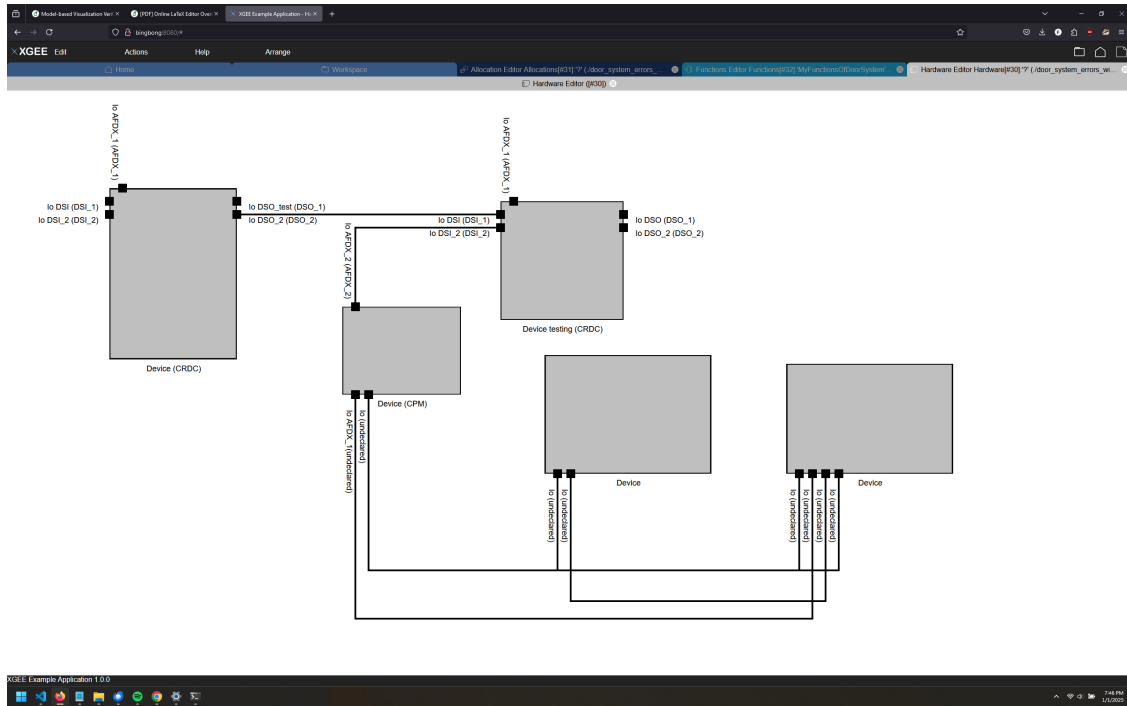 Model-based Visualization Veri
(PDF) Online LaTeX Editor Over
XGEE Example Application - Ho
bingbong:8080/#
XGEE Edit Actions Help Arrange
Home
Workspace
Allocation Editor Allocations[#31] '?' (./door_system_errors_...
Functions Editor Functions[#32] 'MyFunctionsOfDoorSystem'
Hardware Editor Hardware[#30] '?' (./door_system_errors_wi...
Hardware Editor ([#30])
Io AFDX_1 (AFDX_1)
Io AFDX_1 (AFDX_1)
Io DSI (DSI_1)
Io DSI_2 (DSI_2)
Io DSO_test (DSO_1)
Io DSO_2 (DSO_2)
Io DSI (DSI_1)
Io DSI_2 (DSI_2)
Io DSO (DSO_1)
Io DSO_2 (DSO_2)
Io AFDX_2 (AFDX_2)
Device testing (CRDC)
Device (CRDC)
Device (CPM)
Io AFDX_1(undeclared)
Io (undeclared)
Device
Device
Io (undeclared)
Io (undeclared)
Io (undeclared)
Io (undeclared)
Io (undeclared)
Io (undeclared)
XGEE Example Application 1.0.0
7:46 PM
1/1/2025